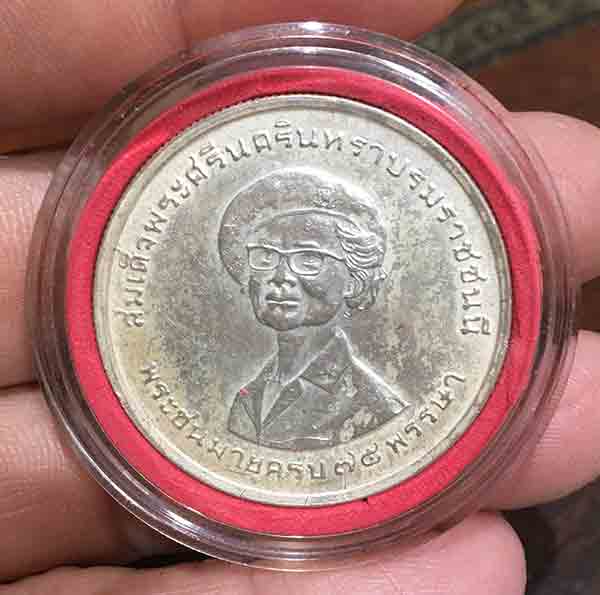 สมเด็จพระศรีนครินทราบรมราชชนนี
พระชนมายุครบ ๗๕ พรรษา